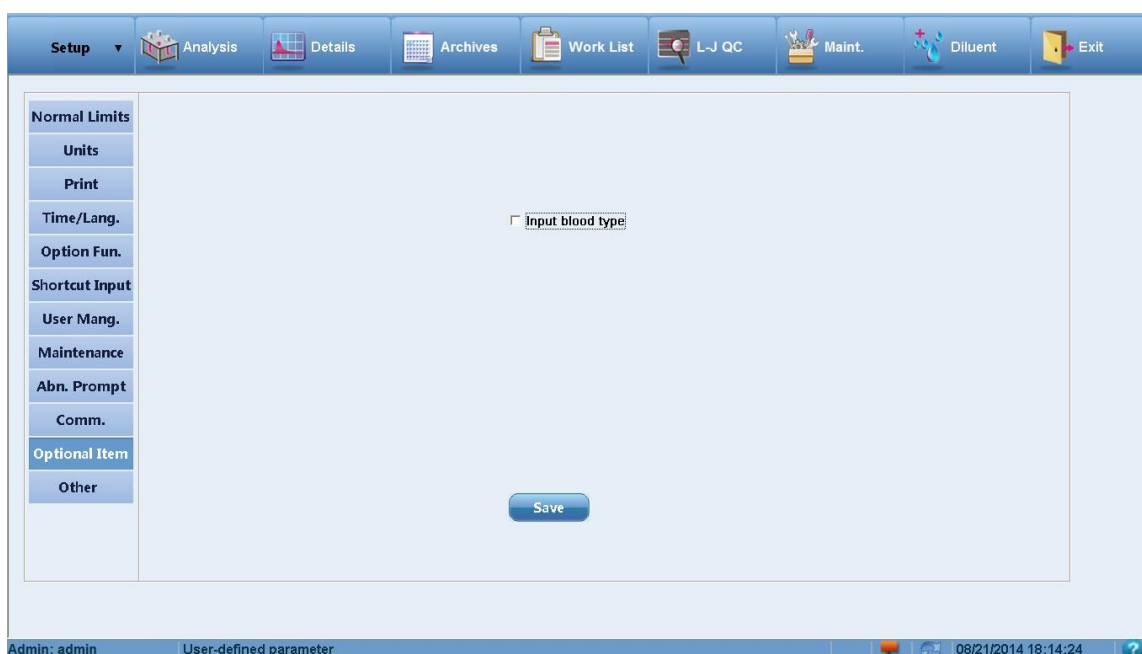 Setup ▼ Analysis Details Archives Work List L-J QC Maint. Diluent Exit
Normal Limits
Units
Print
Time/Lang.
Input blood type
Option Fun.
Shortcut Input
User Mang.
Maintenance
Abn. Prompt
Comm.
Optional Item
Other
Save
Admin: admin User-defined parameter 08/21/2014 18:14:24 ?